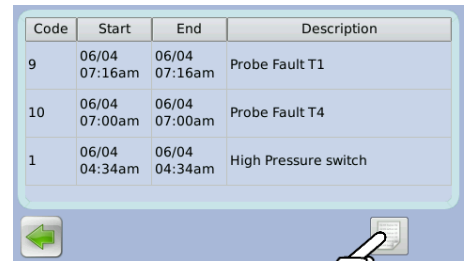 Code Start End Description
9 06/04 07:16am 06/04 07:16am Probe Fault T1
10 06/04 07:00am 06/04 07:00am Probe Fault T4
1 06/04 04:34am 06/04 04:34am High Pressure switch